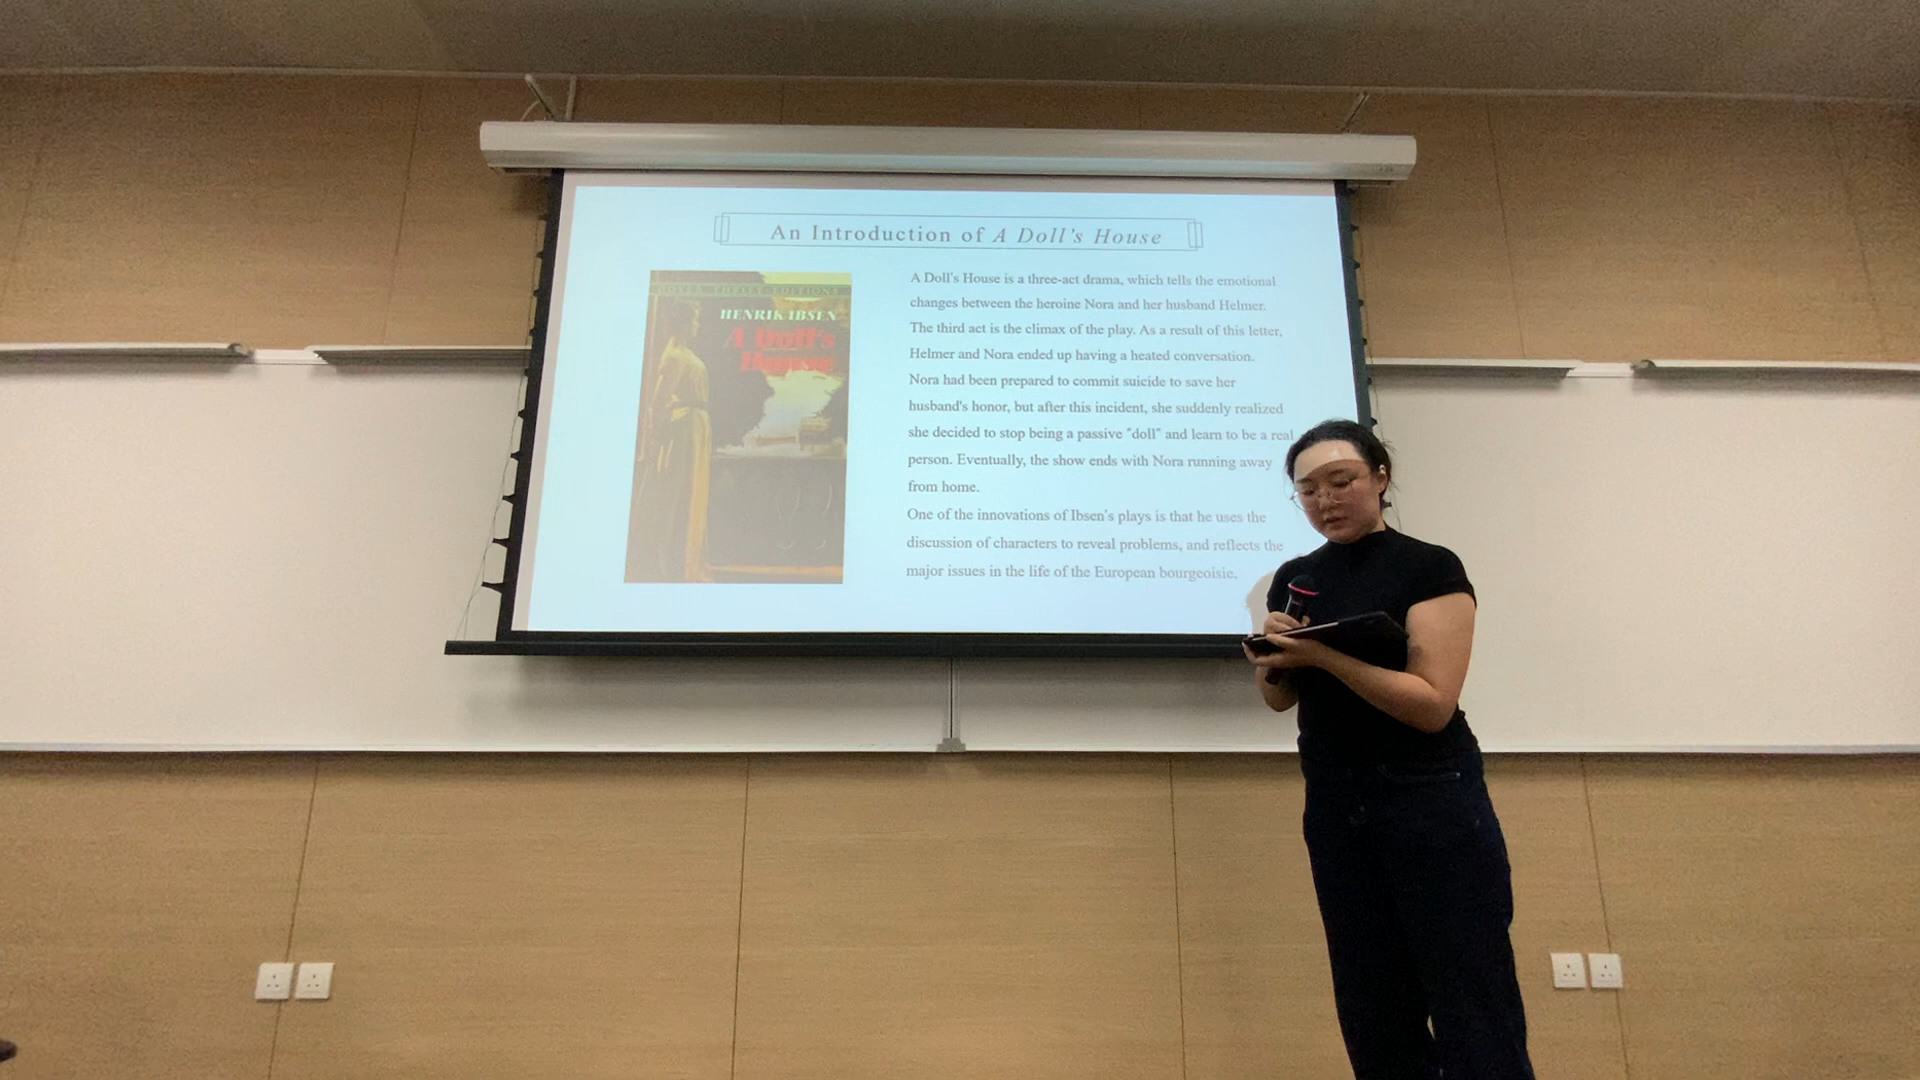 An Introduction of A Doll's House
DOVER THRIFT EDITIONS
HENRIK IBSEN
A Doll's
House
A Doll's House is a three-act drama, which tells the emotional
changes between the heroine Nora and her husband Helmer.
The third act is the climax of the play. As a result of this letter,
Helmer and Nora ended up having a heated conversation.
Nora had been prepared to commit suicide to save her
husband's honor, but after this incident, she suddenly realized
she decided to stop being a passive "doll" and learn to be a real
person. Eventually, the show ends with Nora running away
from home.
One of the innovations of Ibsen's plays is that he uses the
discussion of characters to reveal problems, and reflects the
major issues in the life of the European bourgeoisie.